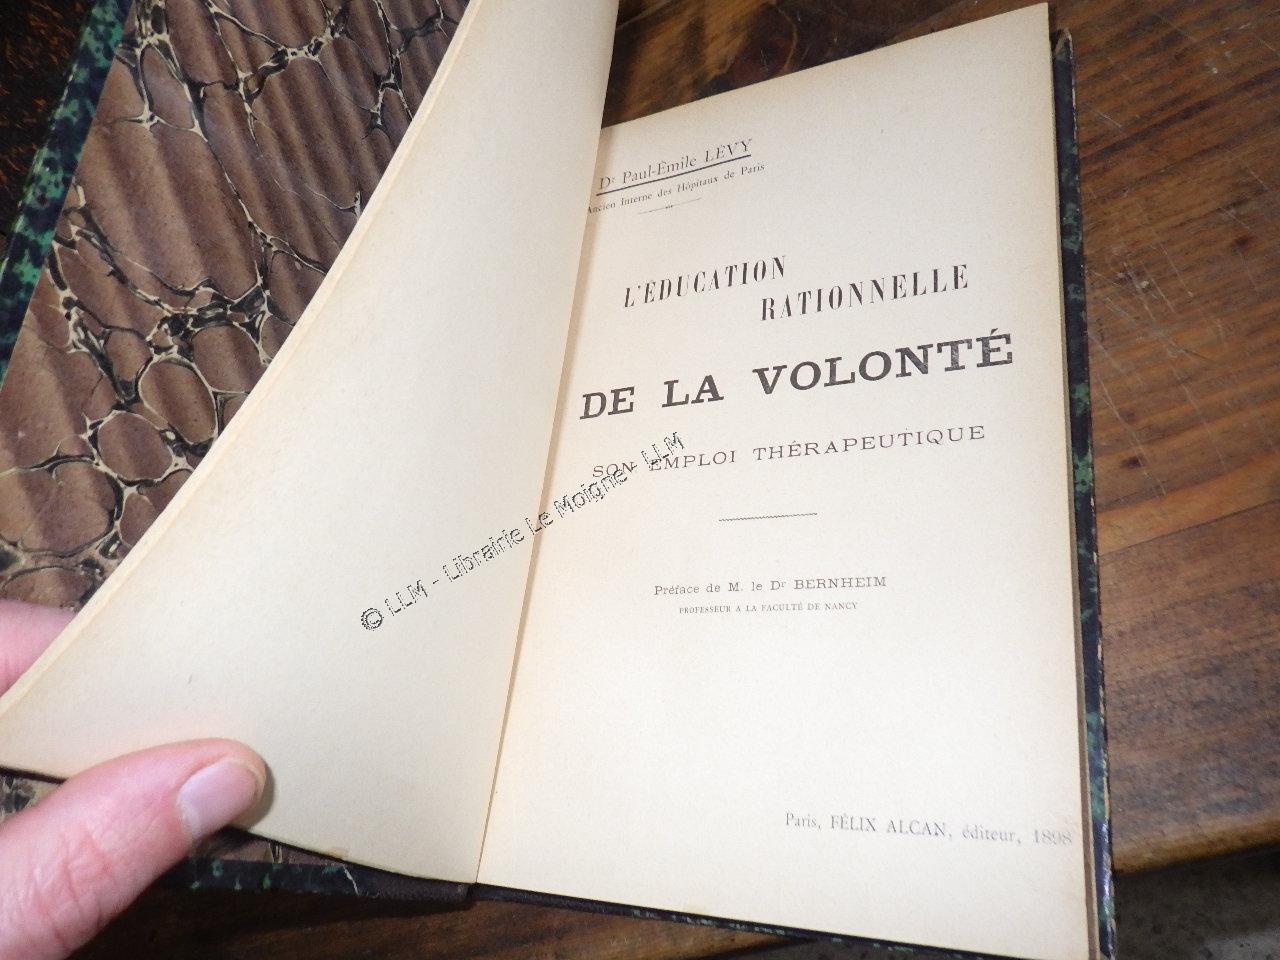 Dr Paul-Émile LÉVY
Ancien Interne des Hôpitaux de Paris
L'ÉDUCATION
RATIONNELLE
DE LA VOLONTÉ
SON EMPLOI THÉRAPEUTIQUE
Préface de M. le Dr BERNHEIM
PROFESSEUR A LA FACULTÉ DE NANCY
Paris, FÉLIX ALCAN, éditeur, 1898
© LLM - Librairie Le Moigne - LLM